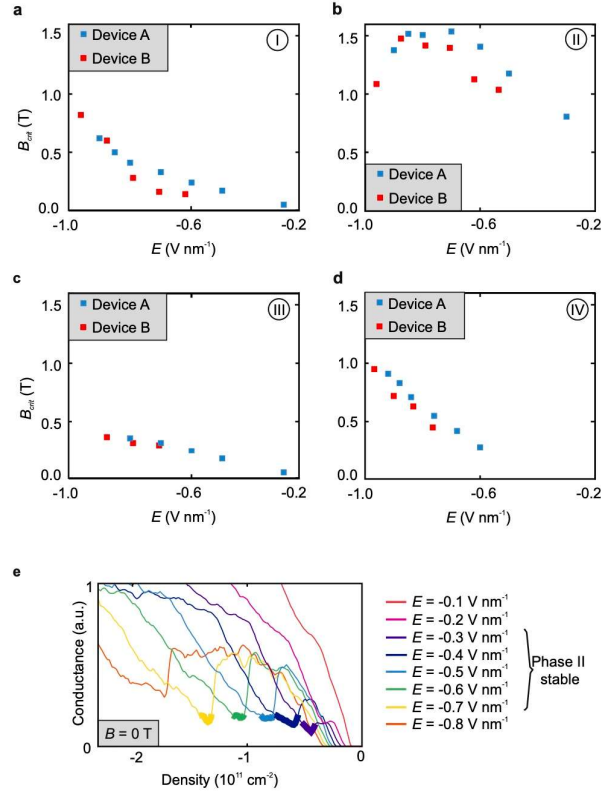 a
Device A
Device B
I
1.5
1.0
0.5
0.0
B_crit (T)
-1.0
-0.6
-0.2
E (V nm⁻¹)
b
II
1.5
1.0
0.5
0.0
Device A
Device B
-1.0
-0.6
-0.2
E (V nm⁻¹)
c
Device A
Device B
III
1.5
1.0
0.5
0.0
B_crit (T)
-1.0
-0.6
-0.2
E (V nm⁻¹)
d
Device A
Device B
IV
1.5
1.0
0.5
0.0
-1.0
-0.6
-0.2
E (V nm⁻¹)
e
1
0
Conductance (a.u.)
B = 0 T
-2
-1
0
Density (10¹¹ cm⁻²)
E = -0.1 V nm⁻¹
E = -0.2 V nm⁻¹
E = -0.3 V nm⁻¹
E = -0.4 V nm⁻¹
E = -0.5 V nm⁻¹
E = -0.6 V nm⁻¹
E = -0.7 V nm⁻¹
E = -0.8 V nm⁻¹
Phase II
stable